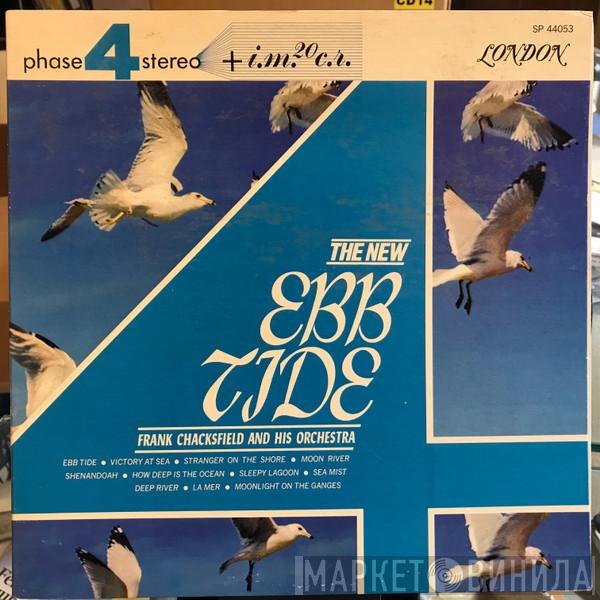 CD14
phase 4 stereo + i.m. 20 c.r.
SP 44053
LONDON
THE NEW
EBB
TIDE
FRANK CHACKSFIELD AND HIS ORCHESTRA
EBB TIDE • VICTORY AT SEA • STRANGER ON THE SHORE • MOON RIVER
SHENANDOAH • HOW DEEP IS THE OCEAN • SLEEPY LAGOON • SEA MIST
DEEP RIVER • LA MER • MOONLIGHT ON THE GANGES
МАРКЕТ ВИНИЛА